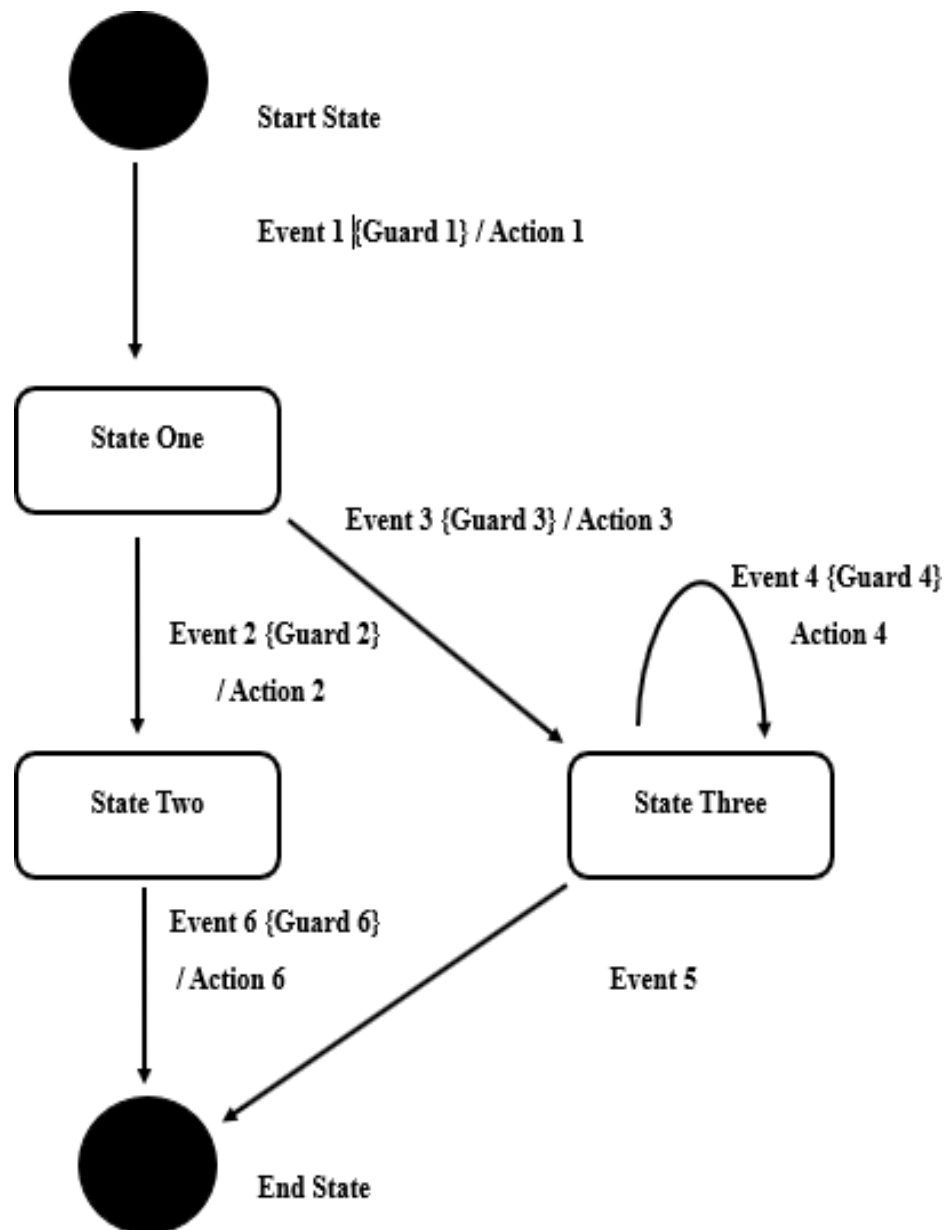 Start State
Event 1 {Guard 1} / Action 1
State One
Event 3 {Guard 3} / Action 3
Event 4 {Guard 4}
Action 4
Event 2 {Guard 2}
/ Action 2
State Two
State Three
Event 6 {Guard 6}
/ Action 6
Event 5
End State